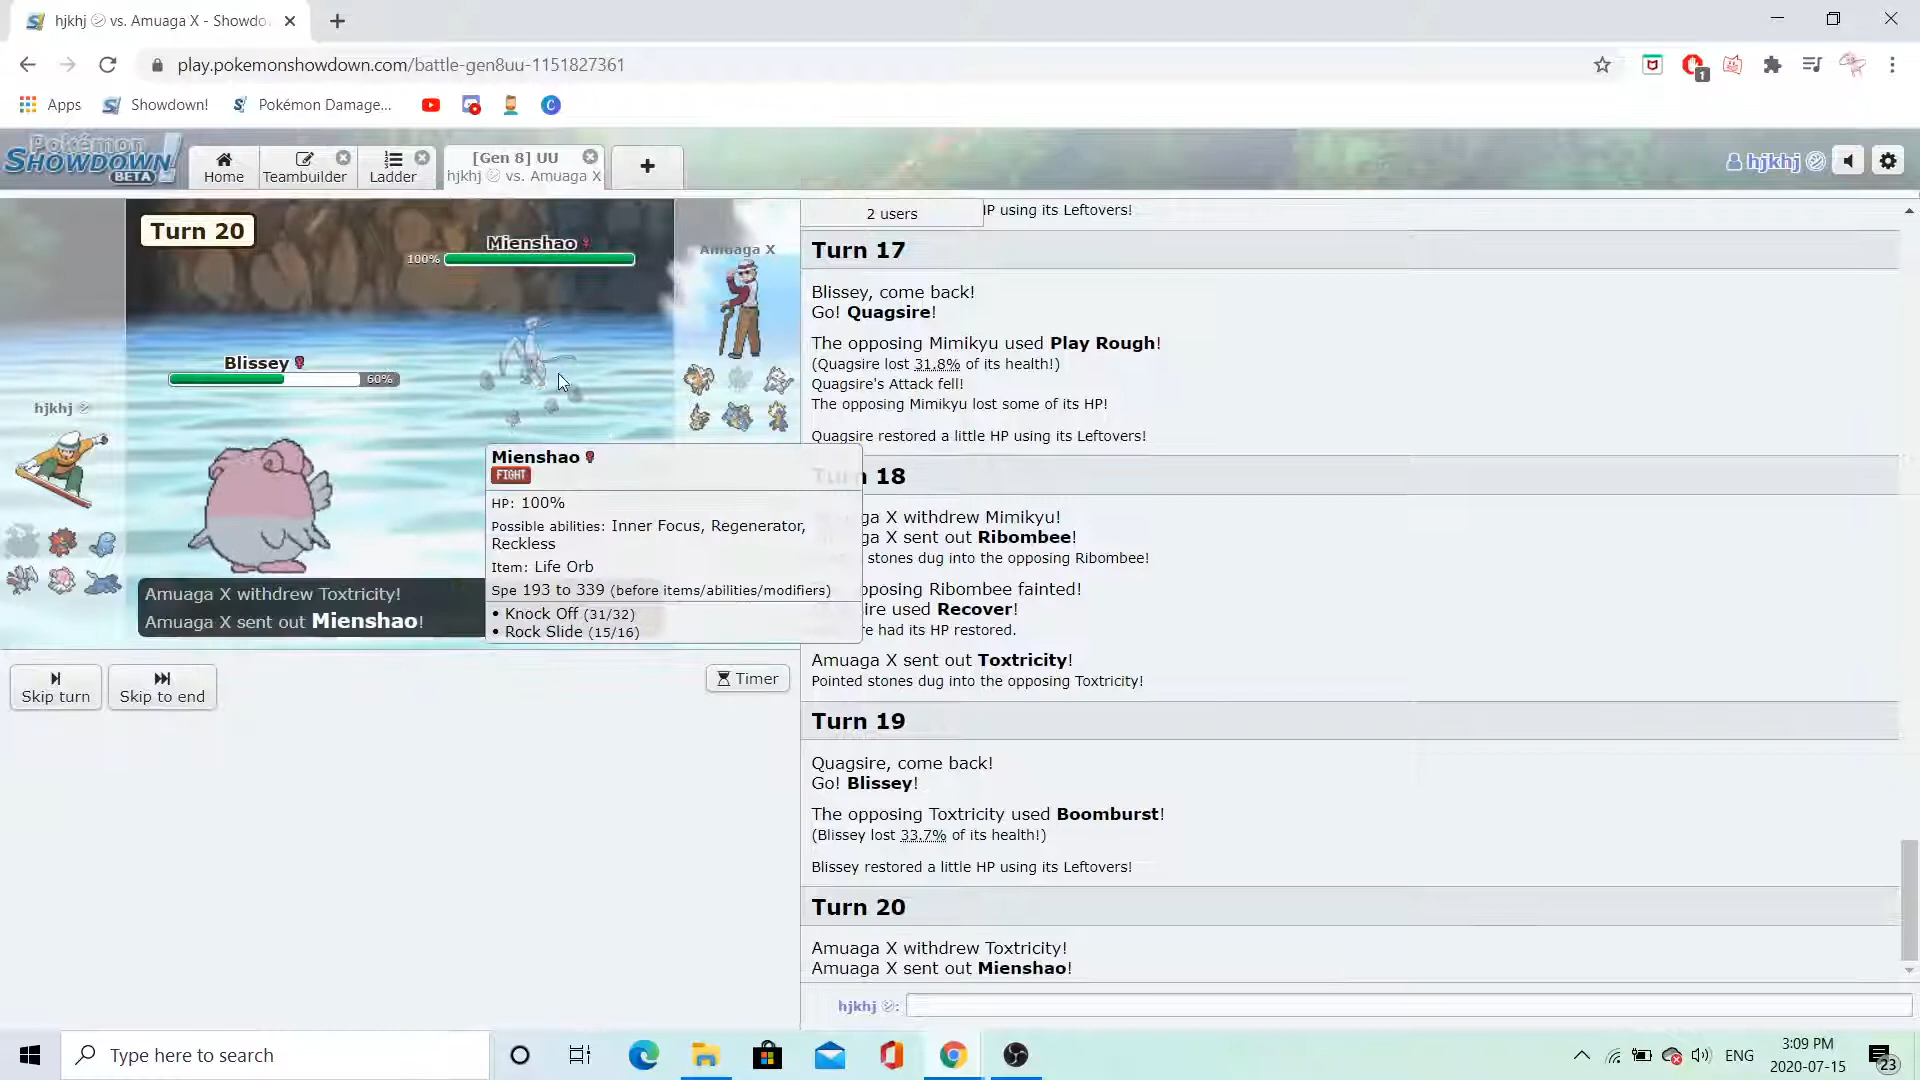 hjkhj vs. Amuaga X - Showdo
play.pokemonshowdown.com/battle-gen8uu-1151827361
Apps Showdown! Pokémon Damage...
Pokémon
SHOWDOWN!
BETA
Home
Teambuilder
Ladder
[Gen 8] UU
hjkhj vs. Amuaga X
hjkhj
Turn 20
Mienshao
100%
Amuaga X
Blissey
60%
hjkhj
Mienshao
FIGHT
HP: 100%
Possible abilities: Inner Focus, Regenerator,
Reckless
Item: Life Orb
Spe 193 to 339 (before items/abilities/modifiers)
• Knock Off (31/32)
• Rock Slide (15/16)
Amuaga X withdrew Toxtricity!
Amuaga X sent out Mienshao!
Skip turn
Skip to end
Timer
2 users
HP using its Leftovers!
Turn 17
Blissey, come back!
Go! Quagsire!
The opposing Mimikyu used Play Rough!
(Quagsire lost 31.8% of its health!)
Quagsire's Attack fell!
The opposing Mimikyu lost some of its HP!
Quagsire restored a little HP using its Leftovers!
Turn 18
ga X withdrew Mimikyu!
ga X sent out Ribombee!
stones dug into the opposing Ribombee!
opposing Ribombee fainted!
ire used Recover!
e had its HP restored.
Amuaga X sent out Toxtricity!
Pointed stones dug into the opposing Toxtricity!
Turn 19
Quagsire, come back!
Go! Blissey!
The opposing Toxtricity used Boomburst!
(Blissey lost 33.7% of its health!)
Blissey restored a little HP using its Leftovers!
Turn 20
Amuaga X withdrew Toxtricity!
Amuaga X sent out Mienshao!
hjkhj :
Type here to search
ENG
3:09 PM
2020-07-15
23
1